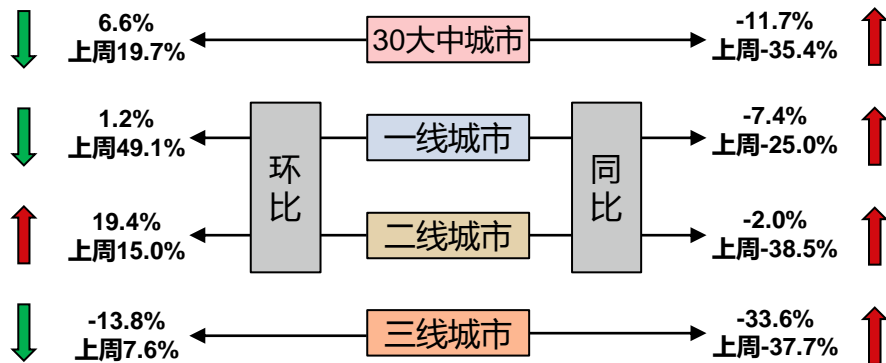 6.6%
上周19.7%
30大中城市
-11.7%
上周-35.4%
1.2%
上周49.1%
一线城市
-7.4%
上周-25.0%
环比
同比
19.4%
上周15.0%
二线城市
-2.0%
上周-38.5%
-13.8%
上周7.6%
三线城市
-33.6%
上周-37.7%